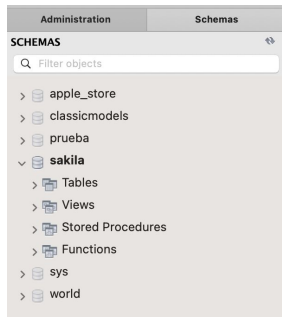 Administration Schemas
SCHEMAS
Filter objects
apple_store
classicmodels
prueba
sakila
Tables
Views
Stored Procedures
Functions
sys
world